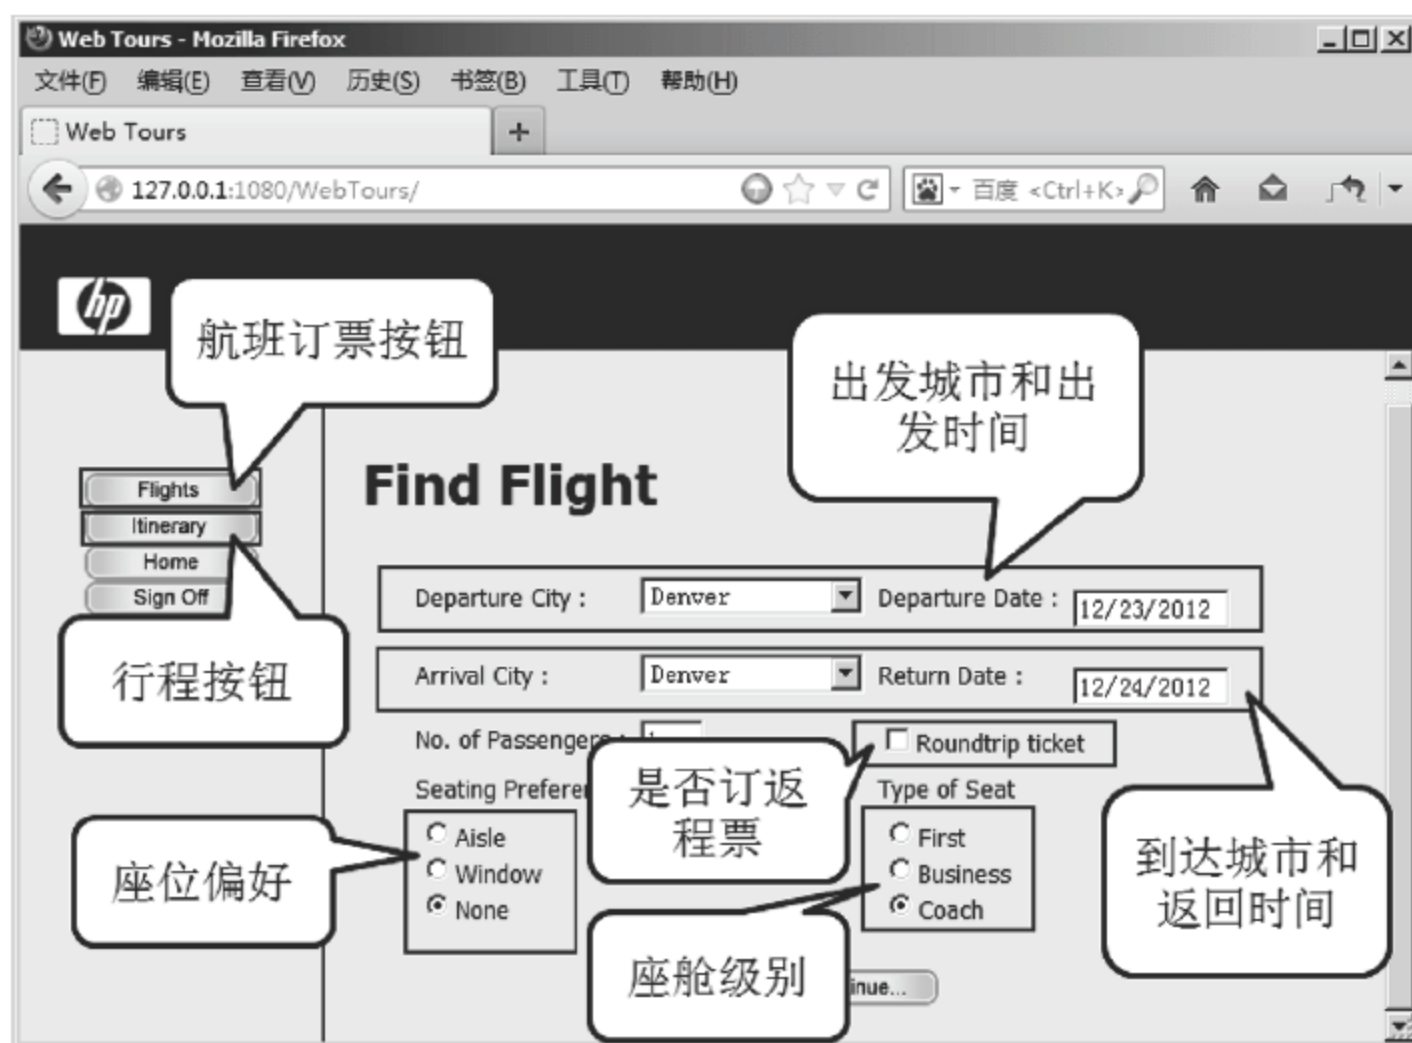 Web Tours - Mozilla Firefox
文件(F) 编辑(E) 查看(V) 历史(S) 书签(B) 工具(T) 帮助(H)
Web Tours +
127.0.0.1:1080/WebTours/ 百度 <Ctrl+K>
hp
航班订票按钮
出发城市和出
发时间
Find Flight
Flights
Itinerary
Home
Sign Off
行程按钮
Departure City : Denver Departure Date : 12/23/2012
Arrival City : Denver Return Date : 12/24/2012
No. of Passengers : Roundtrip ticket
是否订返
程票
Seating Type of Seat
Aisle
Window
None
座位偏好
First
Business
Coach
座舱级别
到达城市和
返回时间